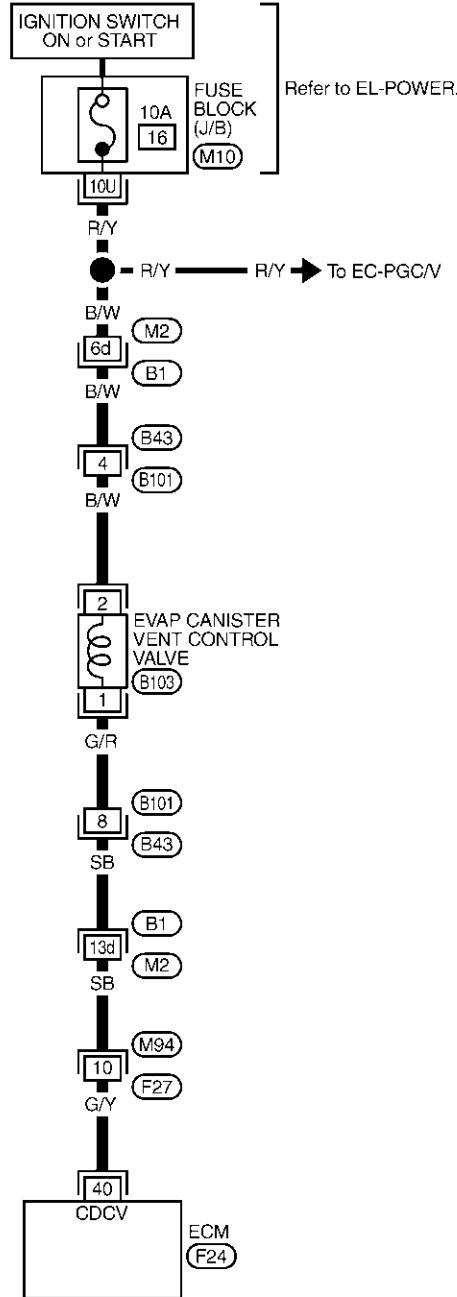 IGNITION SWITCH
ON or START
Refer to EL-POWER.
FUSE
BLOCK
(J/B)
10A
16
M10
10U
R/Y
R/Y
R/Y
To EC-PGC/V
B/W
M2
6d
B1
B/W
B43
4
B101
B/W
2
EVAP CANISTER
VENT CONTROL
VALVE
B103
1
G/R
B101
8
B43
SB
B1
13d
M2
SB
M94
10
F27
G/Y
40
CDCV
ECM
F24